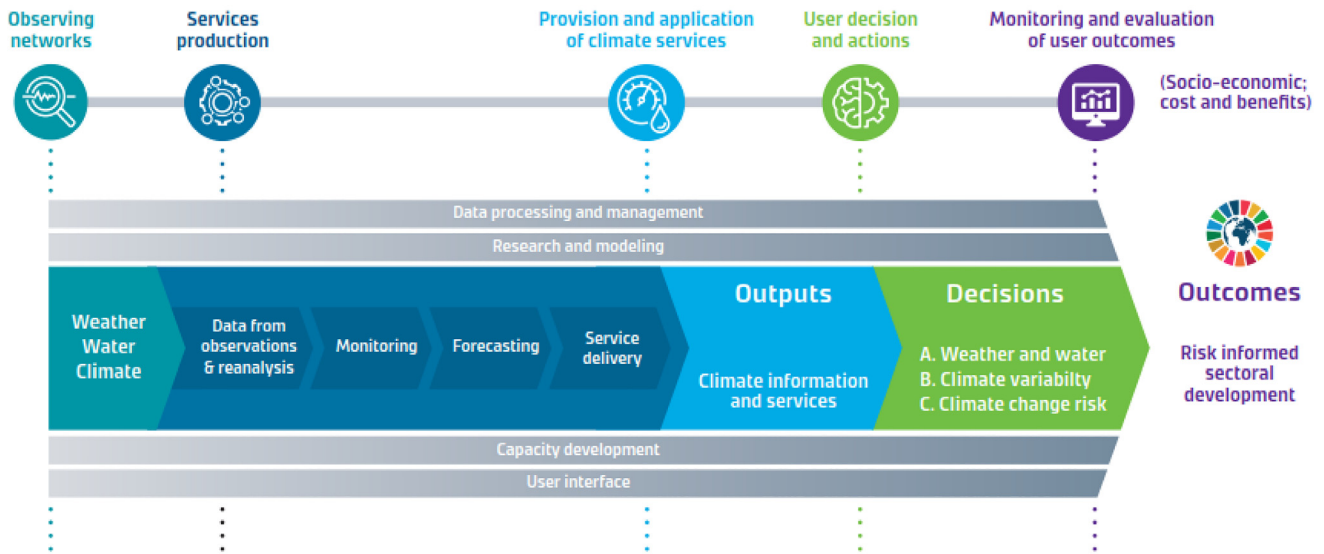 Observing
networks
Services
production
Provision and application
of climate services
User decision
and actions
Monitoring and evaluation
of user outcomes
(Socio-economic;
cost and benefits)
Data processing and management
Research and modeling
Weather
Water
Climate
Data from
observations
& reanalysis
Monitoring
Forecasting
Service
delivery
Outputs
Climate information
and services
Decisions
A. Weather and water
B. Climate variabilty
C. Climate change risk
Outcomes
Risk informed
sectoral
development
Capacity development
User interface